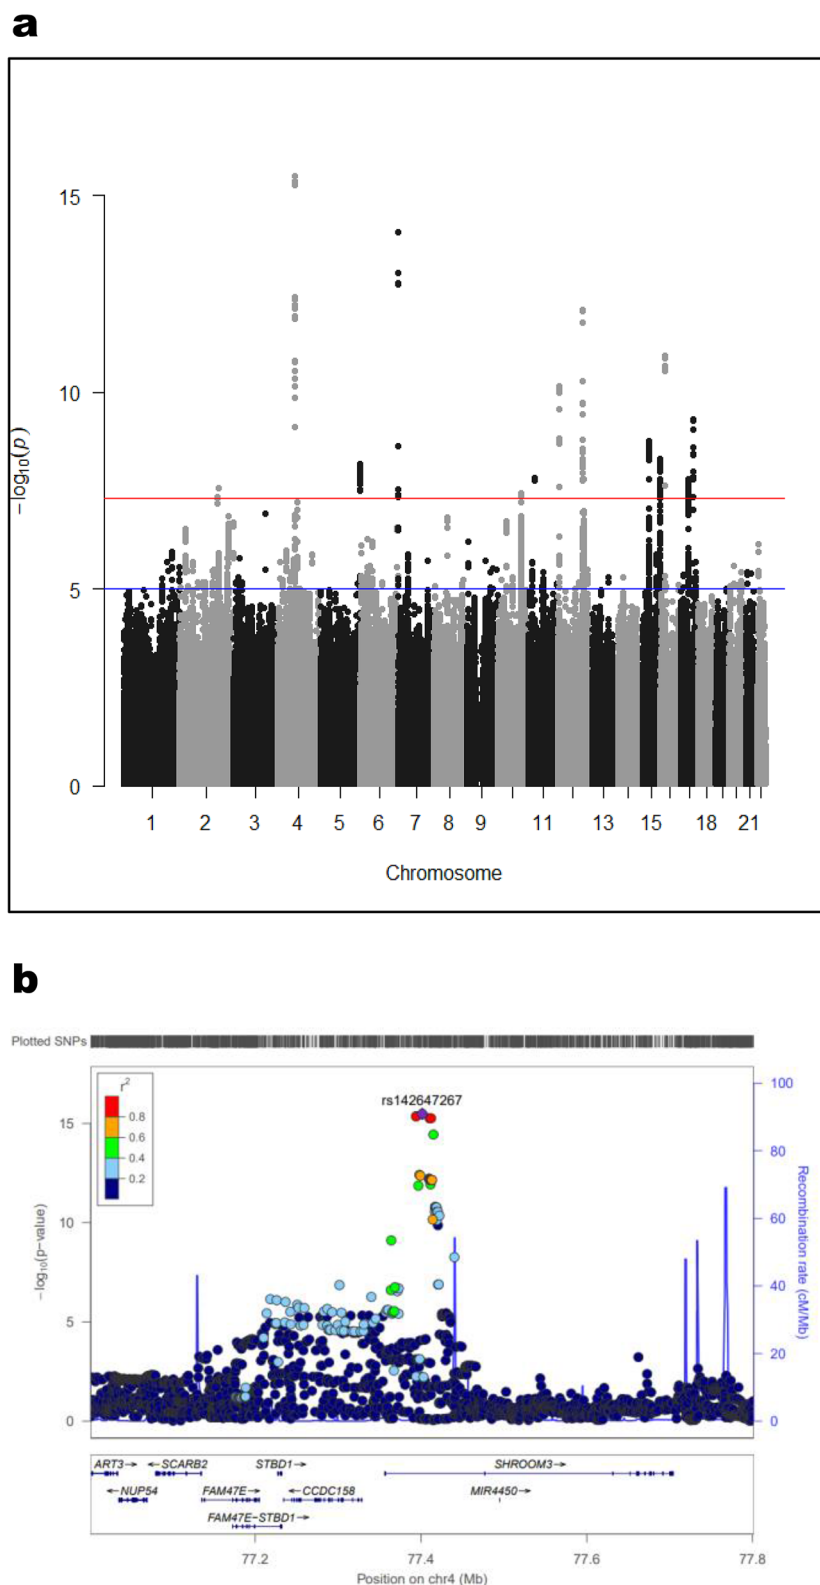 a
15
10
5
0
−log10(p)
1 2 3 4 5 6 7 8 9 11 13 15 18 21
Chromosome
b
Plotted SNPs
r2
0.8
0.6
0.4
0.2
rs142647267
15
10
5
0
−log10(p−value)
100
80
60
40
20
0
Recombination rate (cM/Mb)
ART3→ ←SCARB2 STBD1→ SHROOM3→
←NUP54 FAM47E→ ←CCDC158 MIR4450→
FAM47E−STBD1→
77.2 77.4 77.6 77.8
Position on chr4 (Mb)